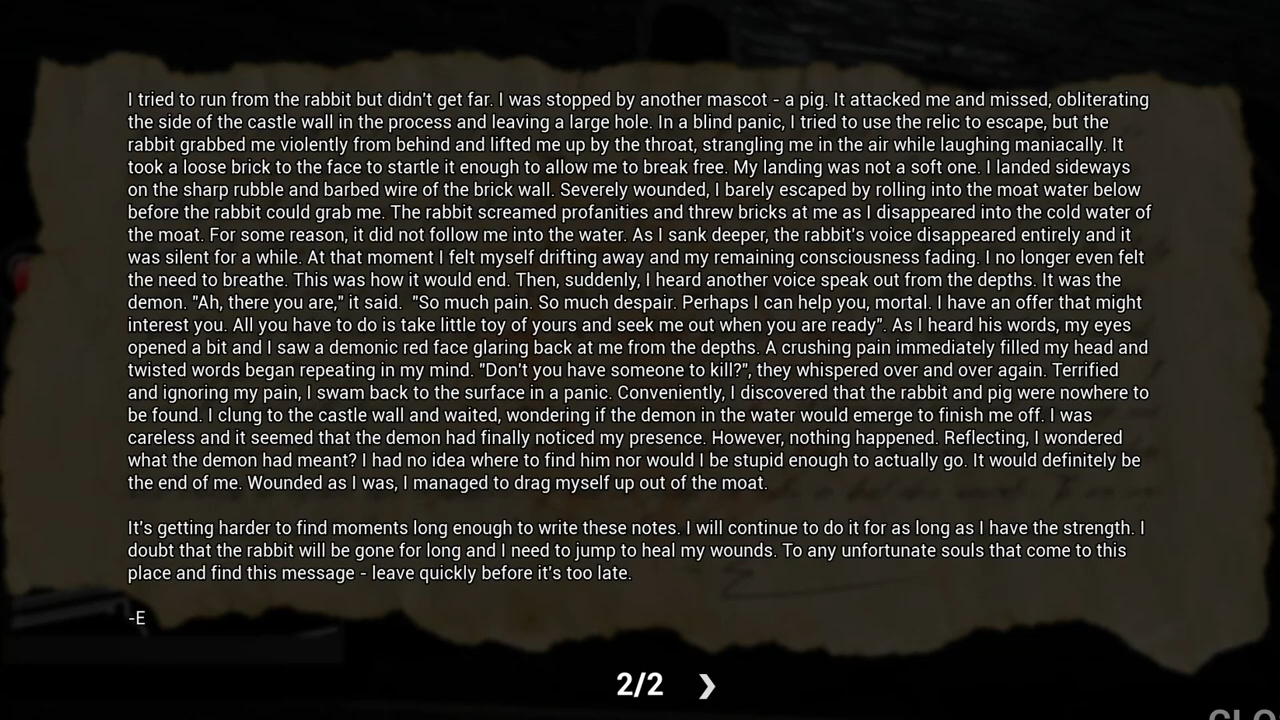 I tried to run from the rabbit but didn't get far. I was stopped by another mascot - a pig. It attacked me and missed, obliterating
the side of the castle wall in the process and leaving a large hole. In a blind panic, I tried to use the relic to escape, but the
rabbit grabbed me violently from behind and lifted me up by the throat, strangling me in the air while laughing maniacally. It
took a loose brick to the face to startle it enough to allow me to break free. My landing was not a soft one. I landed sideways
on the sharp rubble and barbed wire of the brick wall. Severely wounded, I barely escaped by rolling into the moat water below
before the rabbit could grab me. The rabbit screamed profanities and threw bricks at me as I disappeared into the cold water of
the moat. For some reason, it did not follow me into the water. As I sank deeper, the rabbit's voice disappeared entirely and it
was silent for a while. At that moment I felt myself drifting away and my remaining consciousness fading. I no longer even felt
the need to breathe. This was how it would end. Then, suddenly, I heard another voice speak out from the depths. It was the
demon. "Ah, there you are," it said.  "So much pain. So much despair. Perhaps I can help you, mortal. I have an offer that might
interest you. All you have to do is take little toy of yours and seek me out when you are ready". As I heard his words, my eyes
opened a bit and I saw a demonic red face glaring back at me from the depths. A crushing pain immediately filled my head and
twisted words began repeating in my mind. "Don't you have someone to kill?", they whispered over and over again. Terrified
and ignoring my pain, I swam back to the surface in a panic. Conveniently, I discovered that the rabbit and pig were nowhere to
be found. I clung to the castle wall and waited, wondering if the demon in the water would emerge to finish me off. I was
careless and it seemed that the demon had finally noticed my presence. However, nothing happened. Reflecting, I wondered
what the demon had meant? I had no idea where to find him nor would I be stupid enough to actually go. It would definitely be
the end of me. Wounded as I was, I managed to drag myself up out of the moat.
It's getting harder to find moments long enough to write these notes. I will continue to do it for as long as I have the strength. I
doubt that the rabbit will be gone for long and I need to jump to heal my wounds. To any unfortunate souls that come to this
place and find this message - leave quickly before it's too late.
-E
2/2 ❯